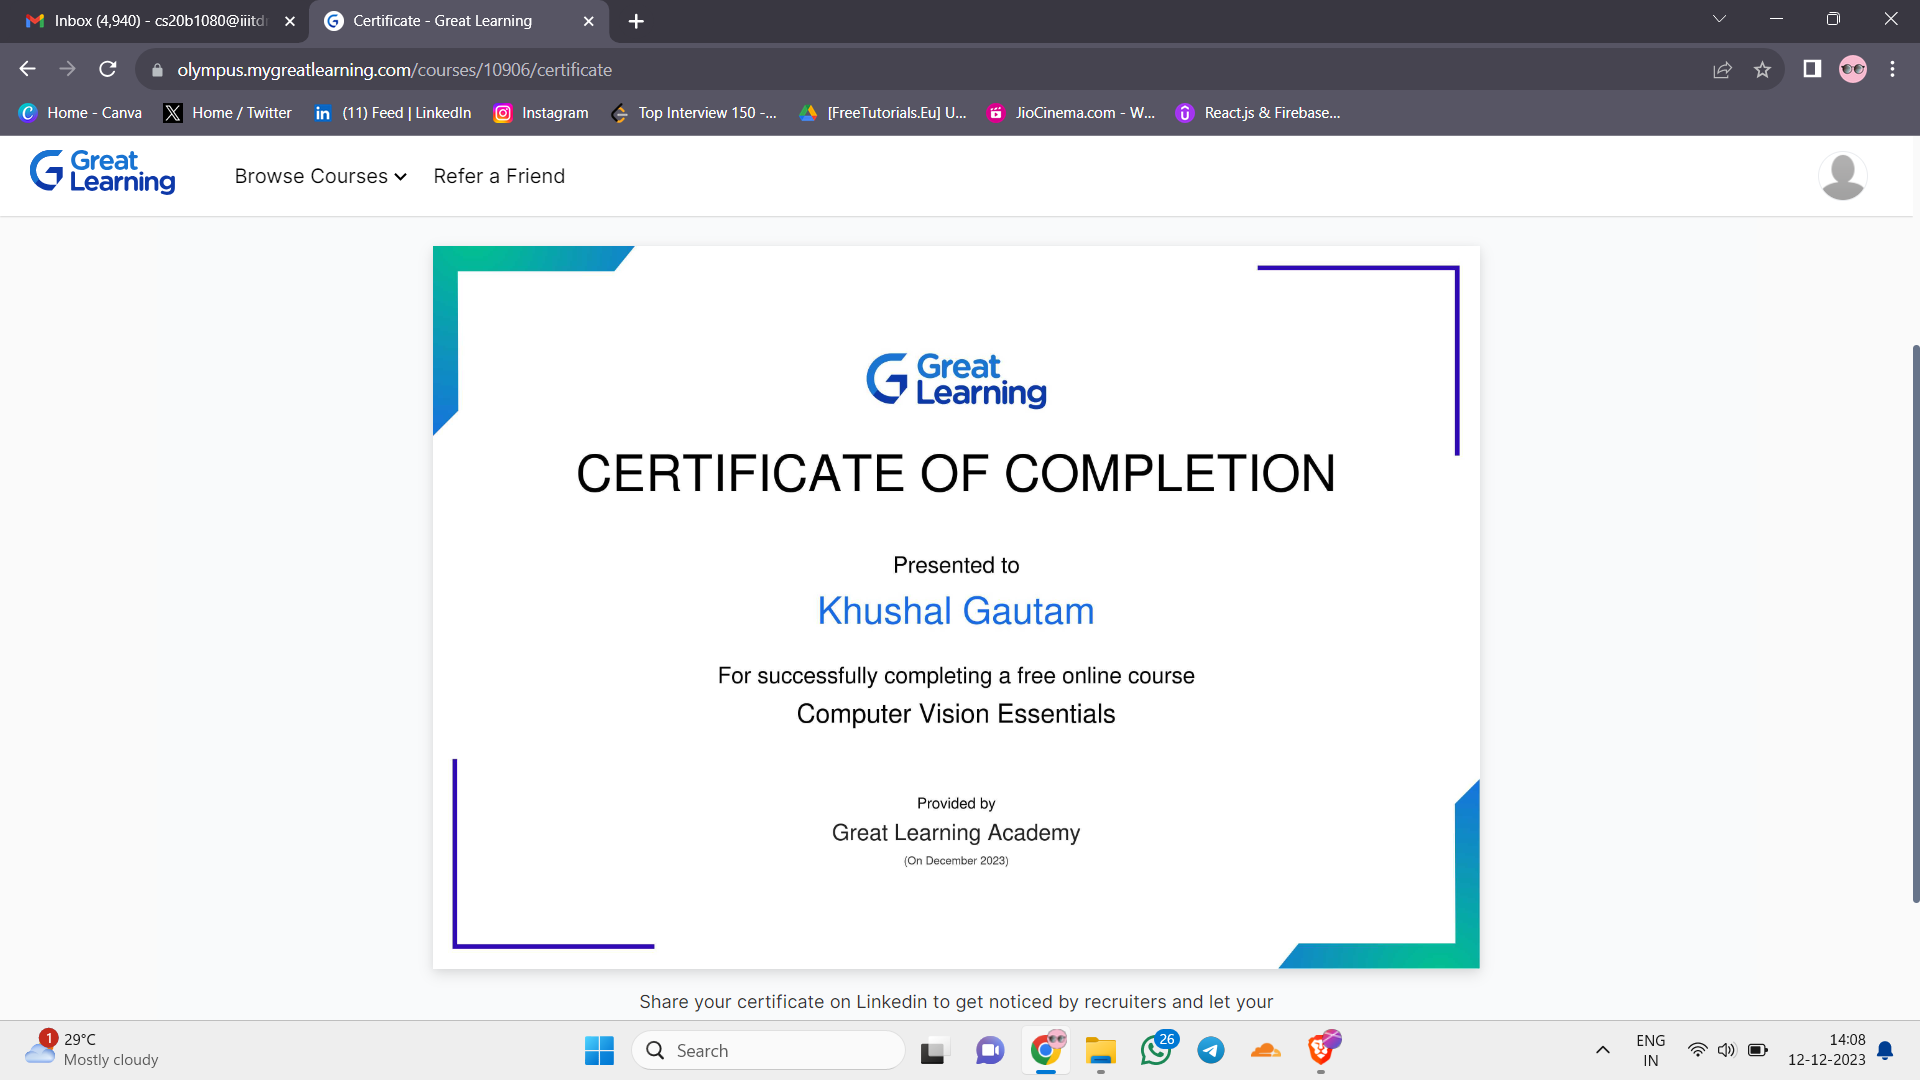 Inbox (4,940) - cs20b1080@iiitd
Certificate - Great Learning
olympus.mygreatlearning.com/courses/10906/certificate
Home - Canva
Home / Twitter
(11) Feed | LinkedIn
Instagram
Top Interview 150 -...
[FreeTutorials.Eu] U...
JioCinema.com - W...
React.js & Firebase...
Great Learning
Browse Courses
Refer a Friend
Great
Learning
CERTIFICATE OF COMPLETION
Presented to
Khushal Gautam
For successfully completing a free online course
Computer Vision Essentials
Provided by
Great Learning Academy
(On December 2023)
Share your certificate on Linkedin to get noticed by recruiters and let your
1
29°C
Mostly cloudy
Search
26
ENG
IN
14:08
12-12-2023